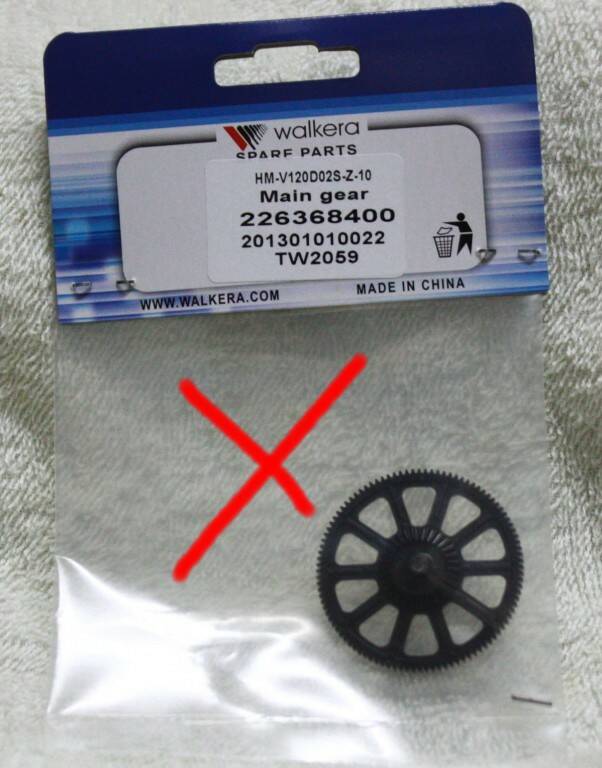 walkera
SPARE PARTS
HM-V120D02S-Z-10
Main gear
226368400
201301010022
TW2059
WWW.WALKERA.COM
MADE IN CHINA